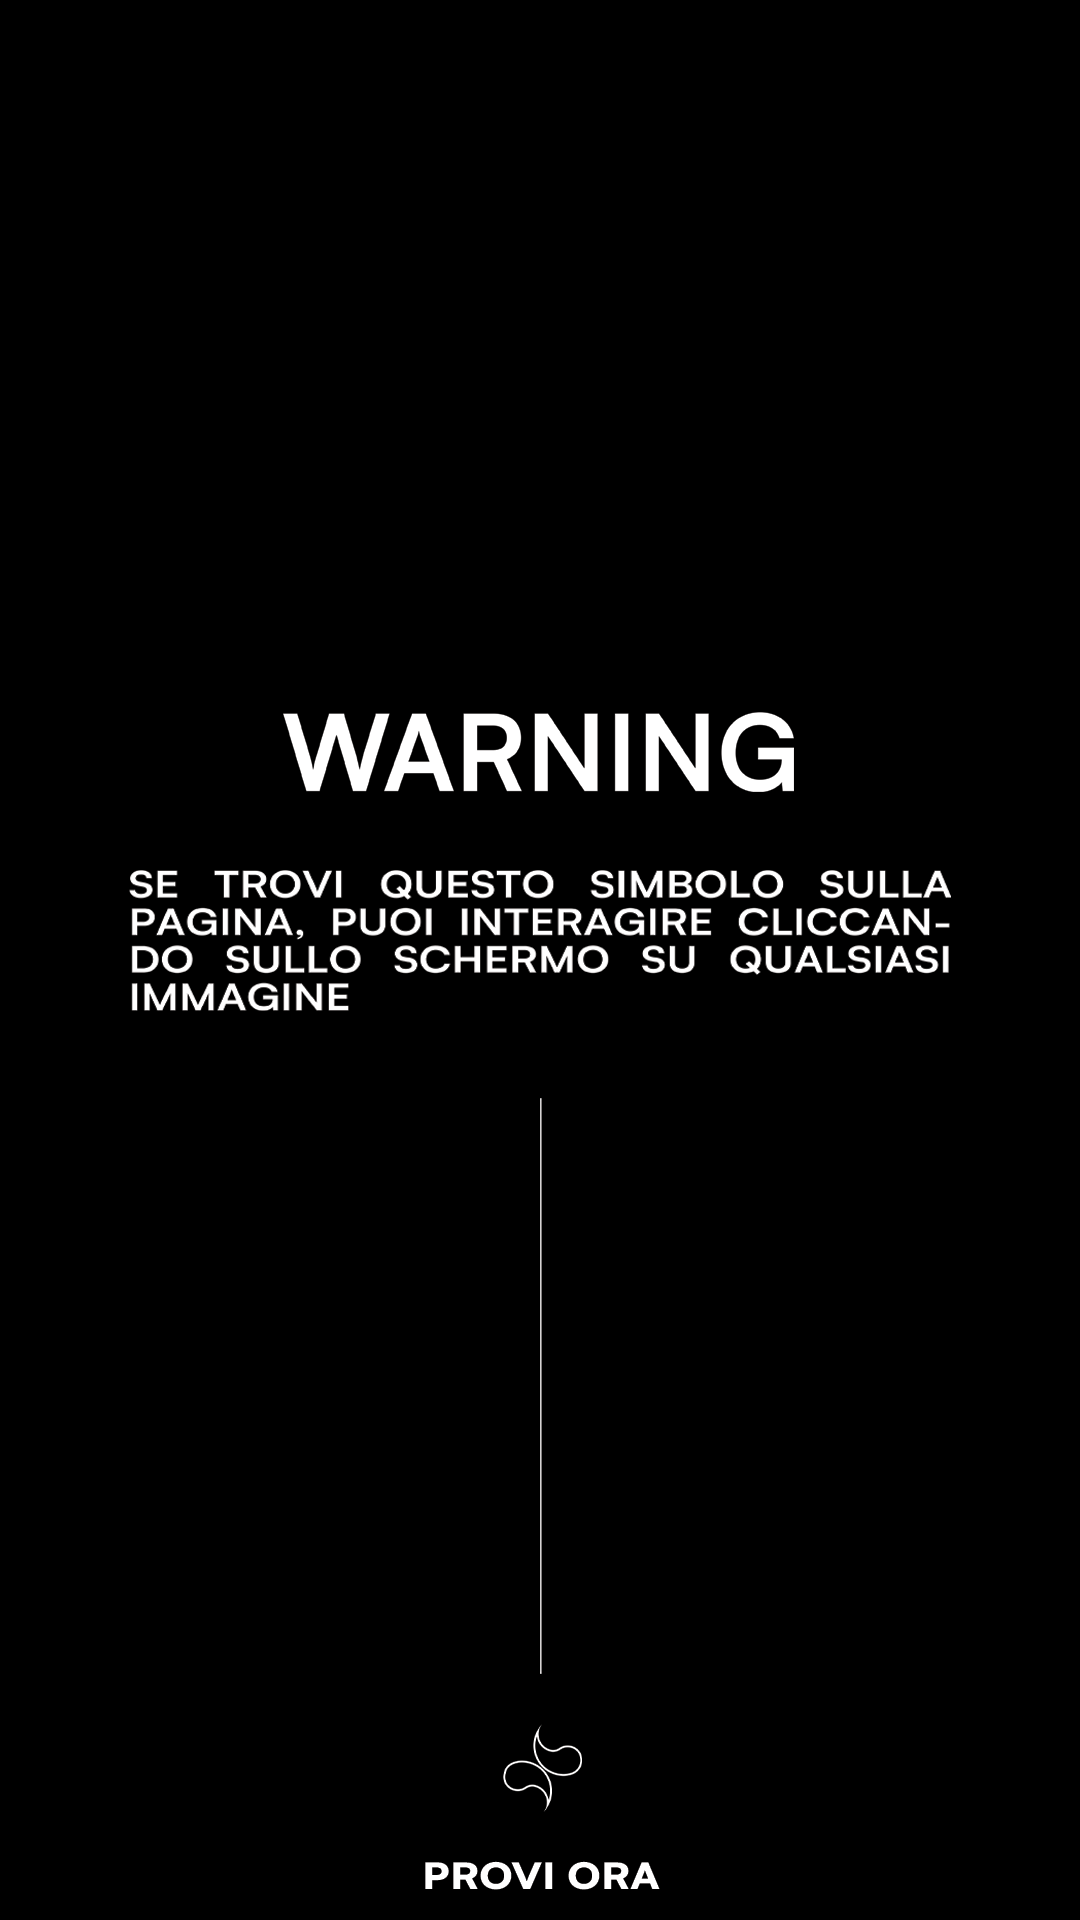 WARNING
SE TROVI QUESTO SIMBOLO SULLA
PAGINA, PUOI INTERAGIRE CLICCAN-
DO SULLO SCHERMO SU QUALSIASI
IMMAGINE
PROVI ORA